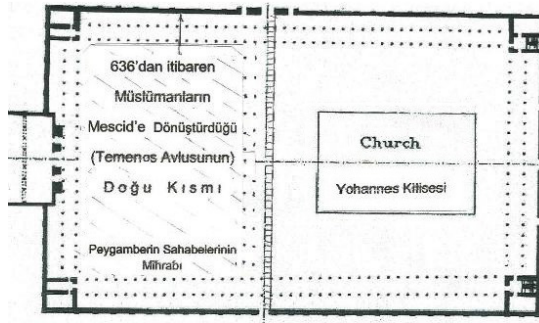 636'dan itibaren
Müslümanların
Mescid'e Dönüştürdüğü
(Temenos Avlusunun)
Doğu Kısmı
Peygamberin Sahabelerinin
Mihrabı
Church
Yohannes Kilisesi